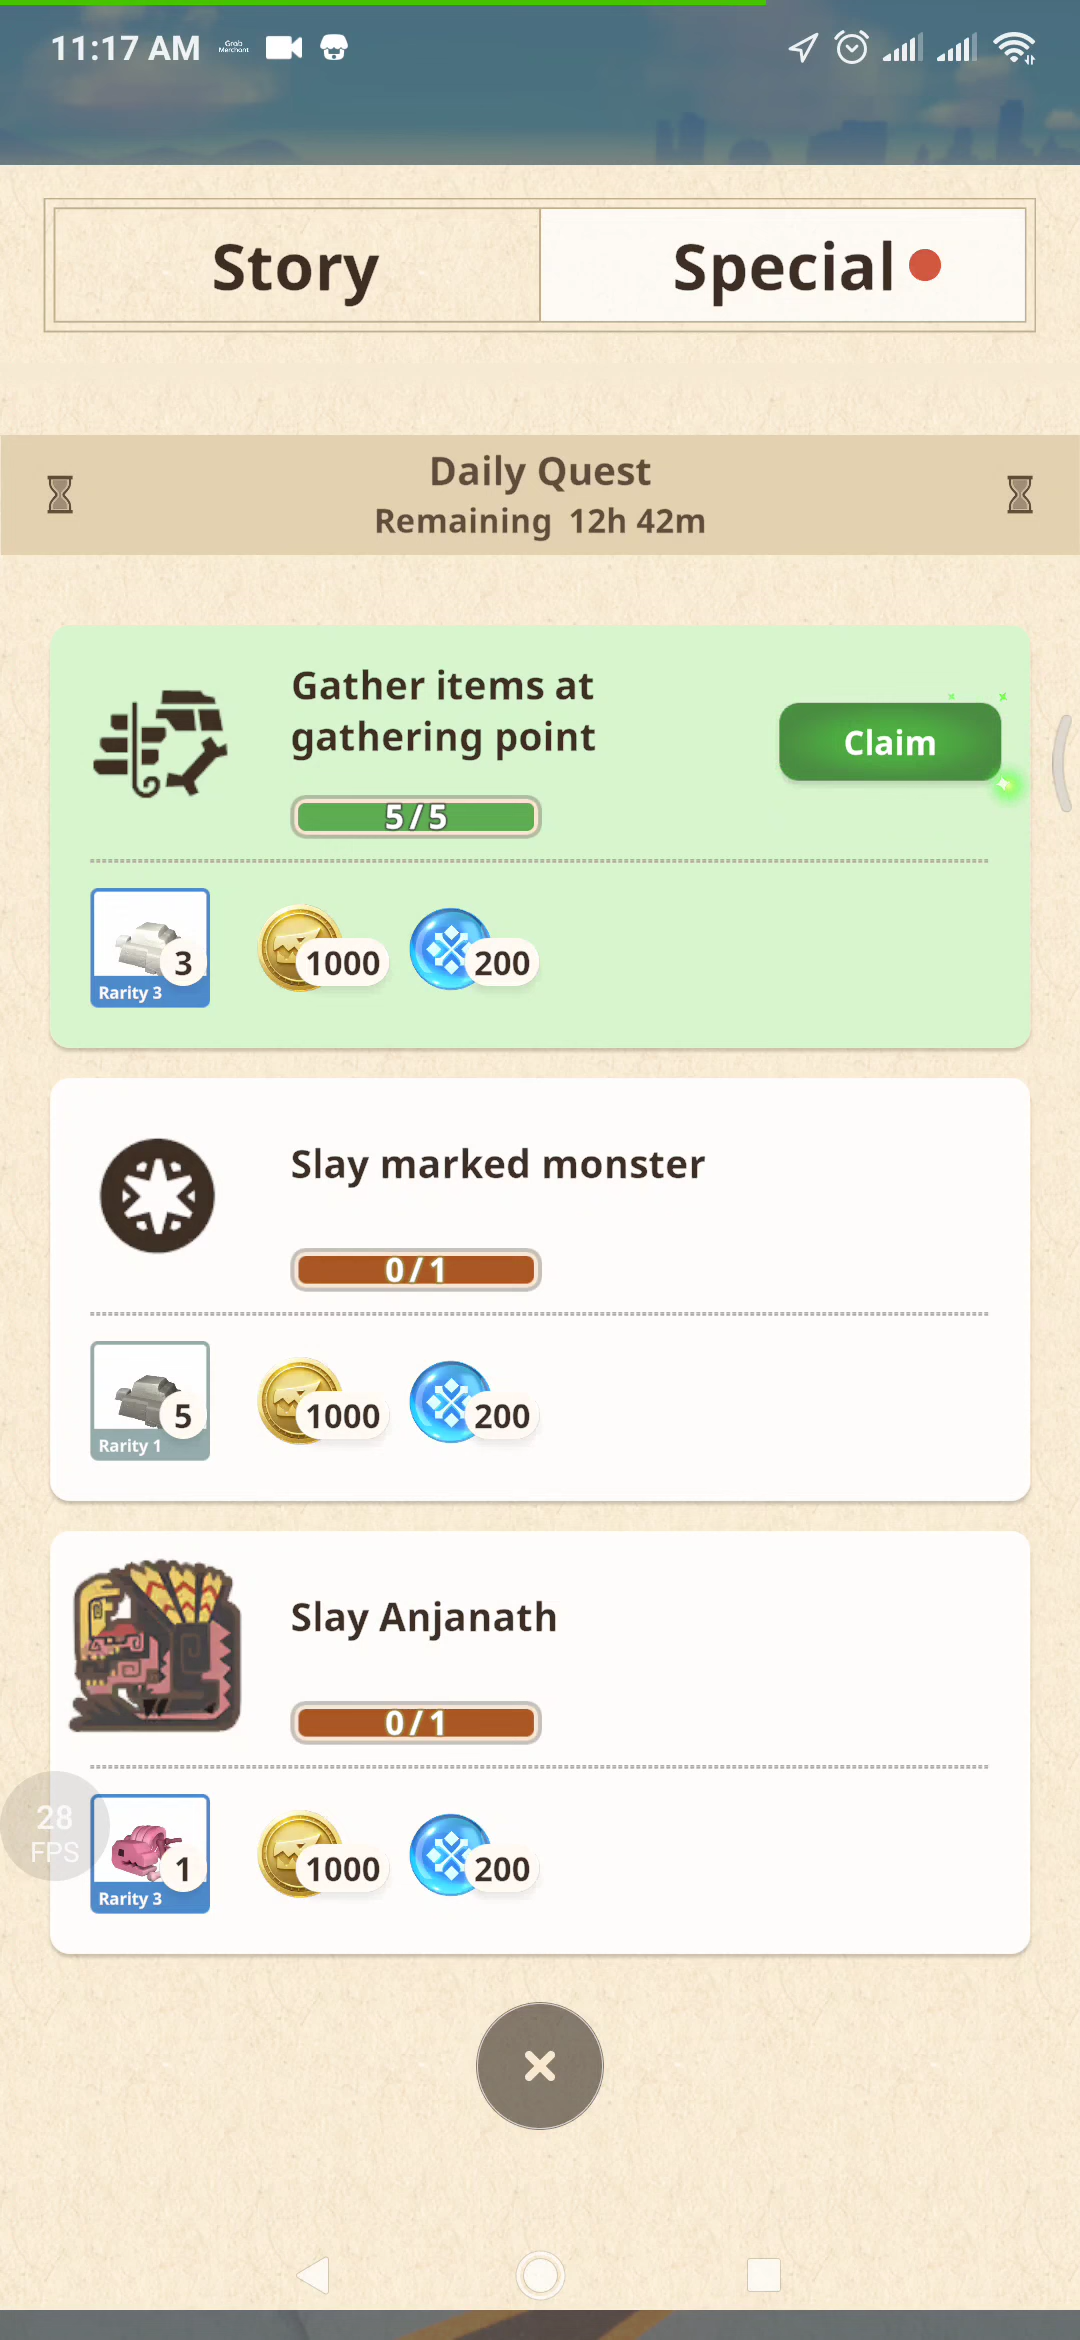 11:17 AM
Grab
Merchant
Story
Special
Daily Quest
Remaining 12h 42m
Gather items at
gathering point
Claim
5/5
3
Rarity 3
1000
200
Slay marked monster
0/1
5
Rarity 1
1000
200
Slay Anjanath
0/1
28
FPS
1
Rarity 3
1000
200